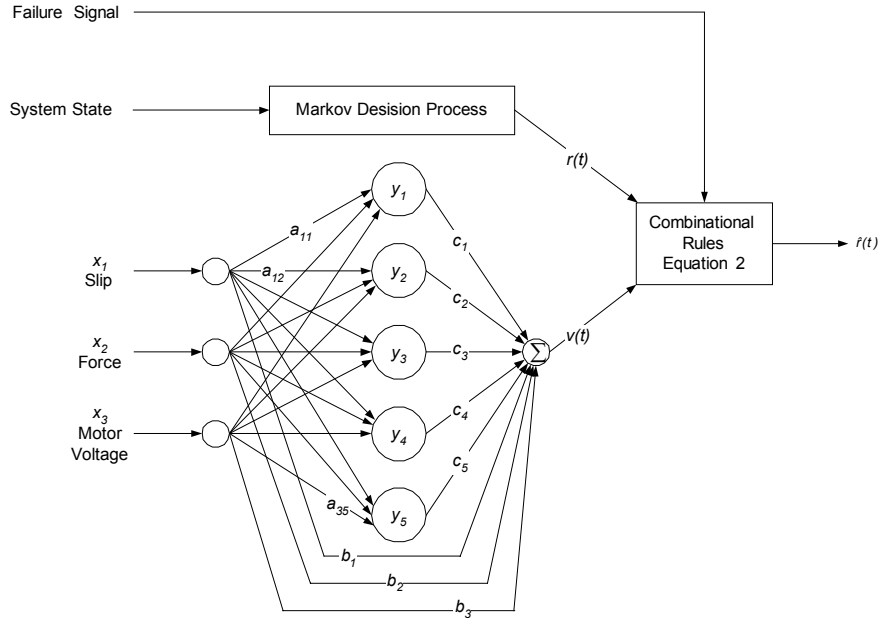 Failure Signal
System State
Markov Desision Process
r(t)
Combinational
Rules
Equation 2
r̂(t)
y1
a11
c1
x1
Slip
a12
y2
c2
v(t)
x2
Force
y3
c3
Σ
x3
Motor
Voltage
y4
c4
c5
a35
y5
b1
b2
b3